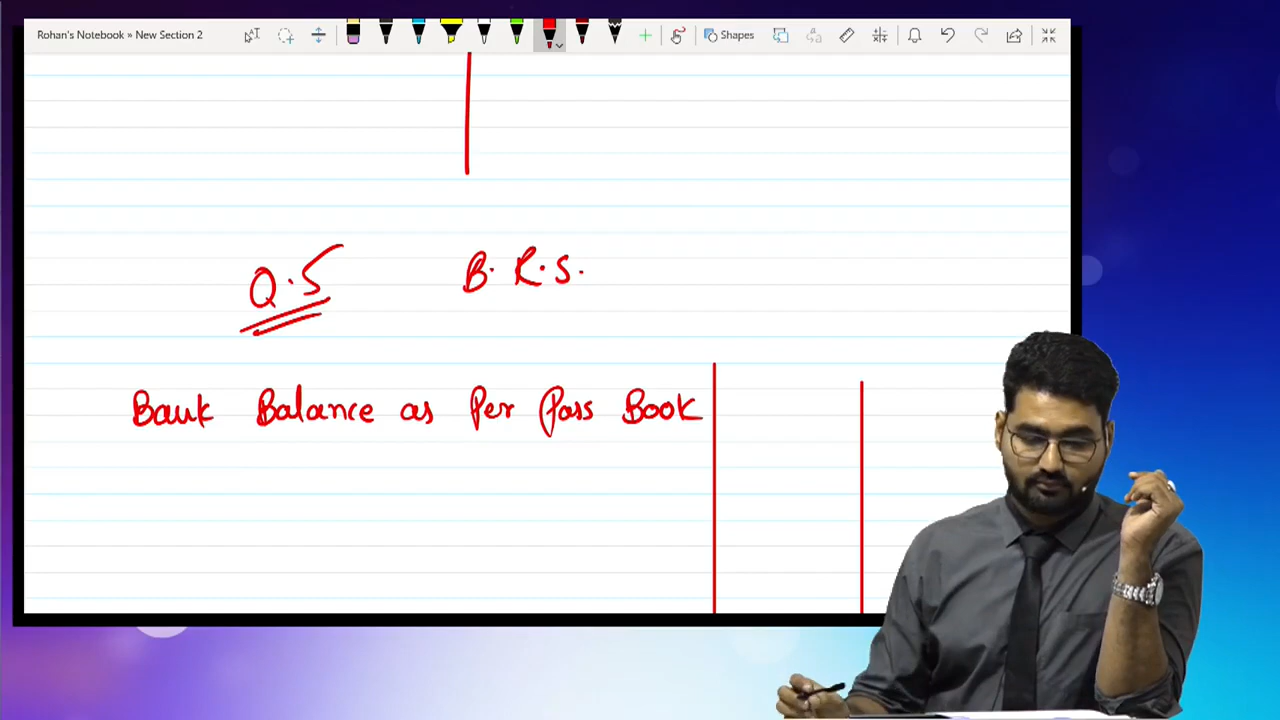 Rohan's Notebook » New Section 2
Shapes
Q.5 B.R.S.
Bank Balance as Per Pass Book